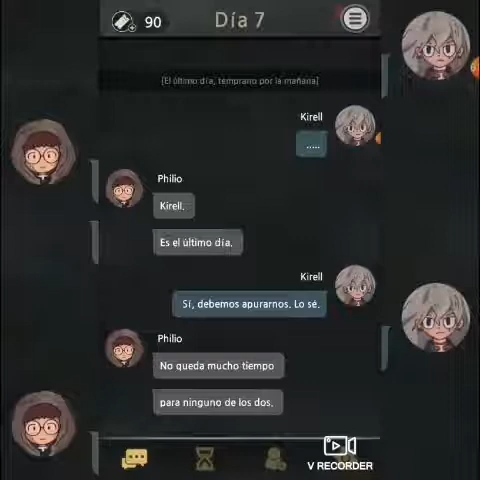 90
Día 7
[El último día, temprano por la mañana]
Kirell
.....
Philio
Kirell.
Es el último día.
Kirell
Sí, debemos apurarnos. Lo sé.
Philio
No queda mucho tiempo
para ninguno de los dos.
V RECORDER